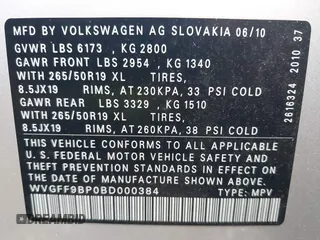 MFD BY VOLKSWAGEN AG SLOVAKIA 06/10
GVWR LBS 6173 , KG 2800
GAWR FRONT LBS 2954 , KG 1340
WITH 265/50R19 XL TIRES,
8.5JX19 RIMS, AT 230KPA, 33 PSI COLD
GAWR REAR LBS 3329 , KG 1510
WITH 265/50R19 XL TIRES,
8.5JX19 RIMS, AT 260KPA, 38 PSI COLD
THIS VEHICLE CONFORMS TO ALL APPLICABLE
U.S. FEDERAL MOTOR VEHICLE SAFETY AND
THEFT PREVENTION STANDARDS IN EFFECT ON
THE DATE OF MANUFACTURE SHOWN ABOVE
WVGFF9BP0BD000384 TYPE: MPV
2616324 2010 37
DREAMBID